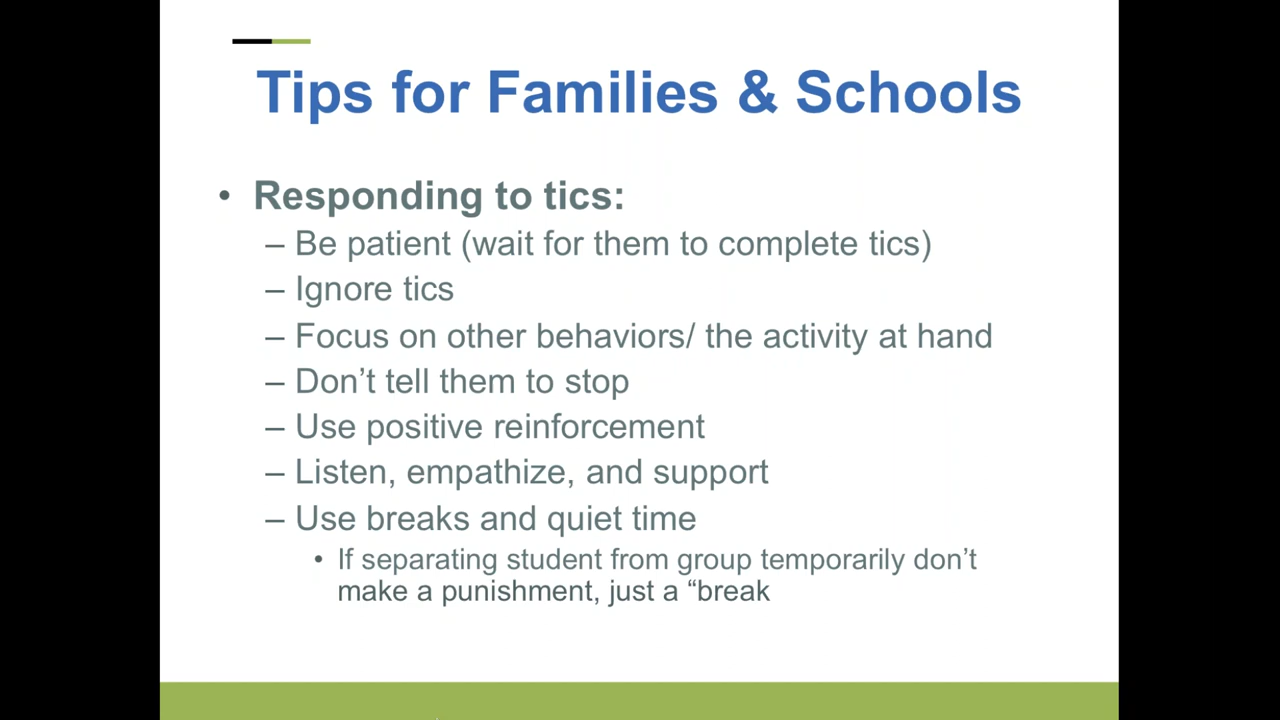 Tips for Families & Schools
• Responding to tics:
– Be patient (wait for them to complete tics)
– Ignore tics
– Focus on other behaviors/ the activity at hand
– Don’t tell them to stop
– Use positive reinforcement
– Listen, empathize, and support
– Use breaks and quiet time
• If separating student from group temporarily don’t
make a punishment, just a “break